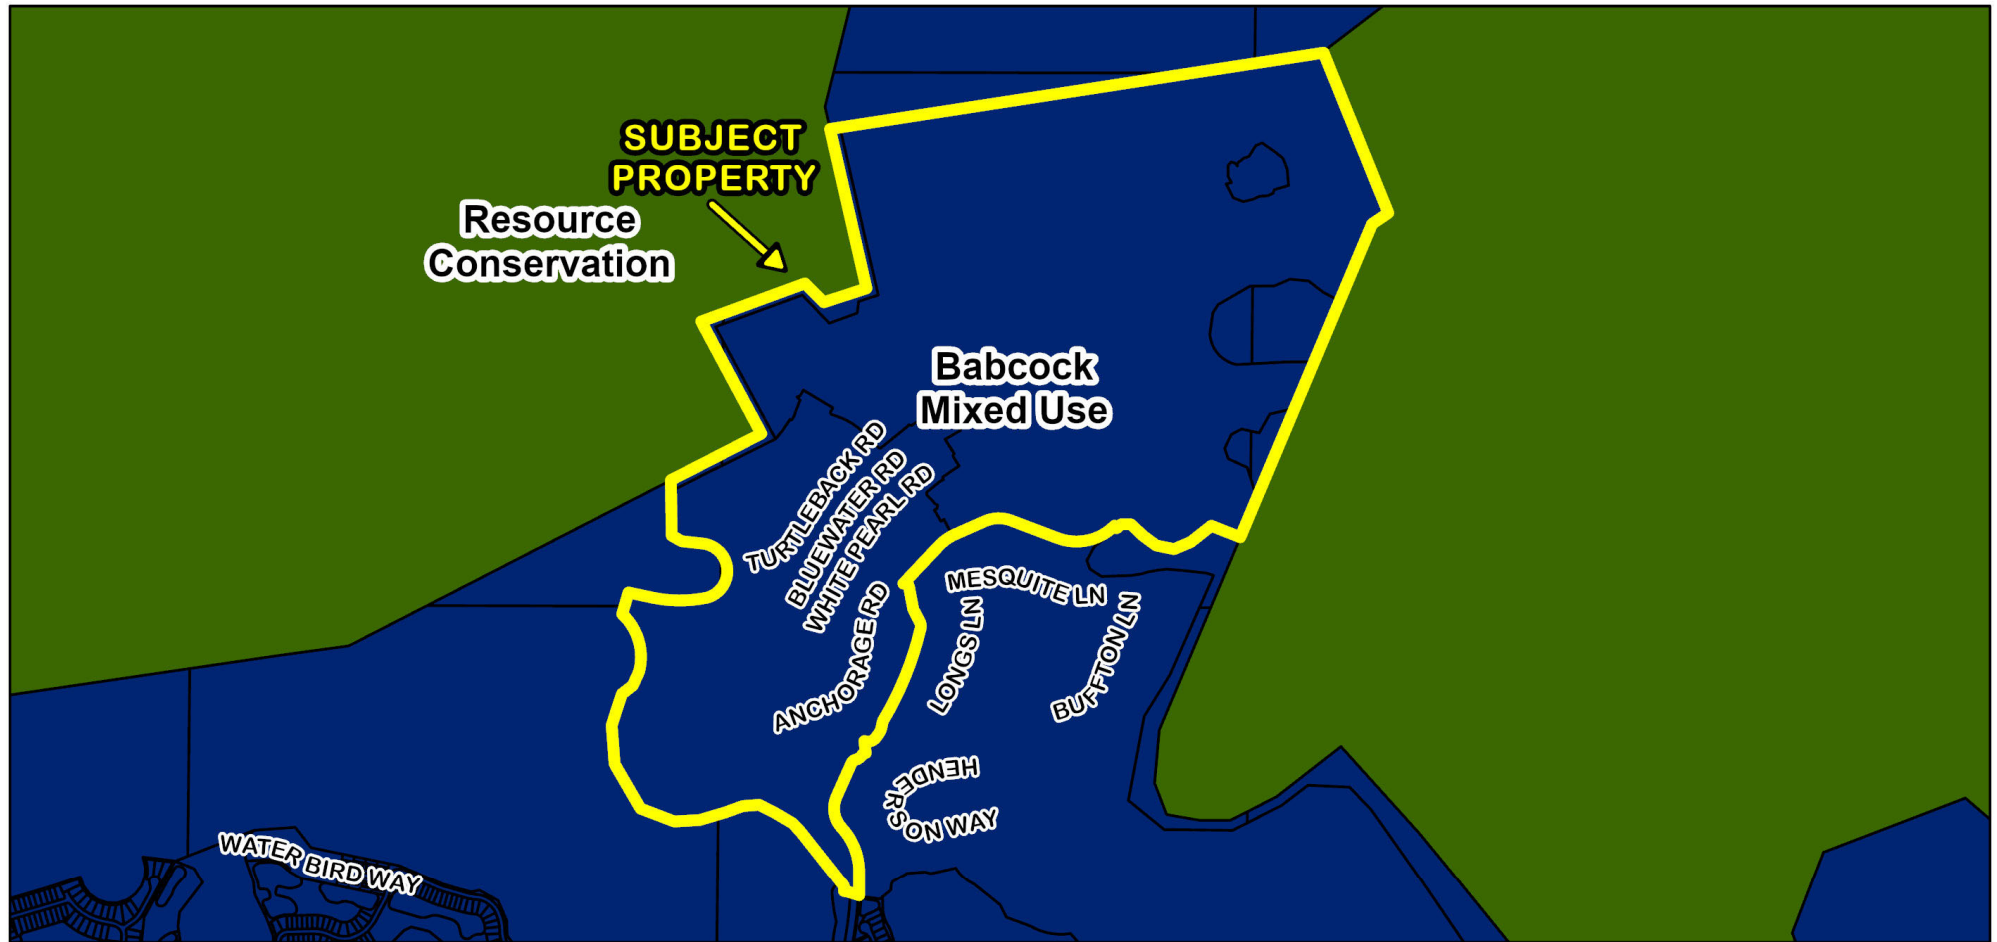 SUBJECT
PROPERTY
Resource
Conservation
Babcock
Mixed Use
TURTLEBACK RD
BLUEWATER RD
WHITE PEARL RD
ANCHORAGE RD
MESQUITE LN
LONGS LN
BUFFTON LN
HENDERSON WAY
WATER BIRD WAY